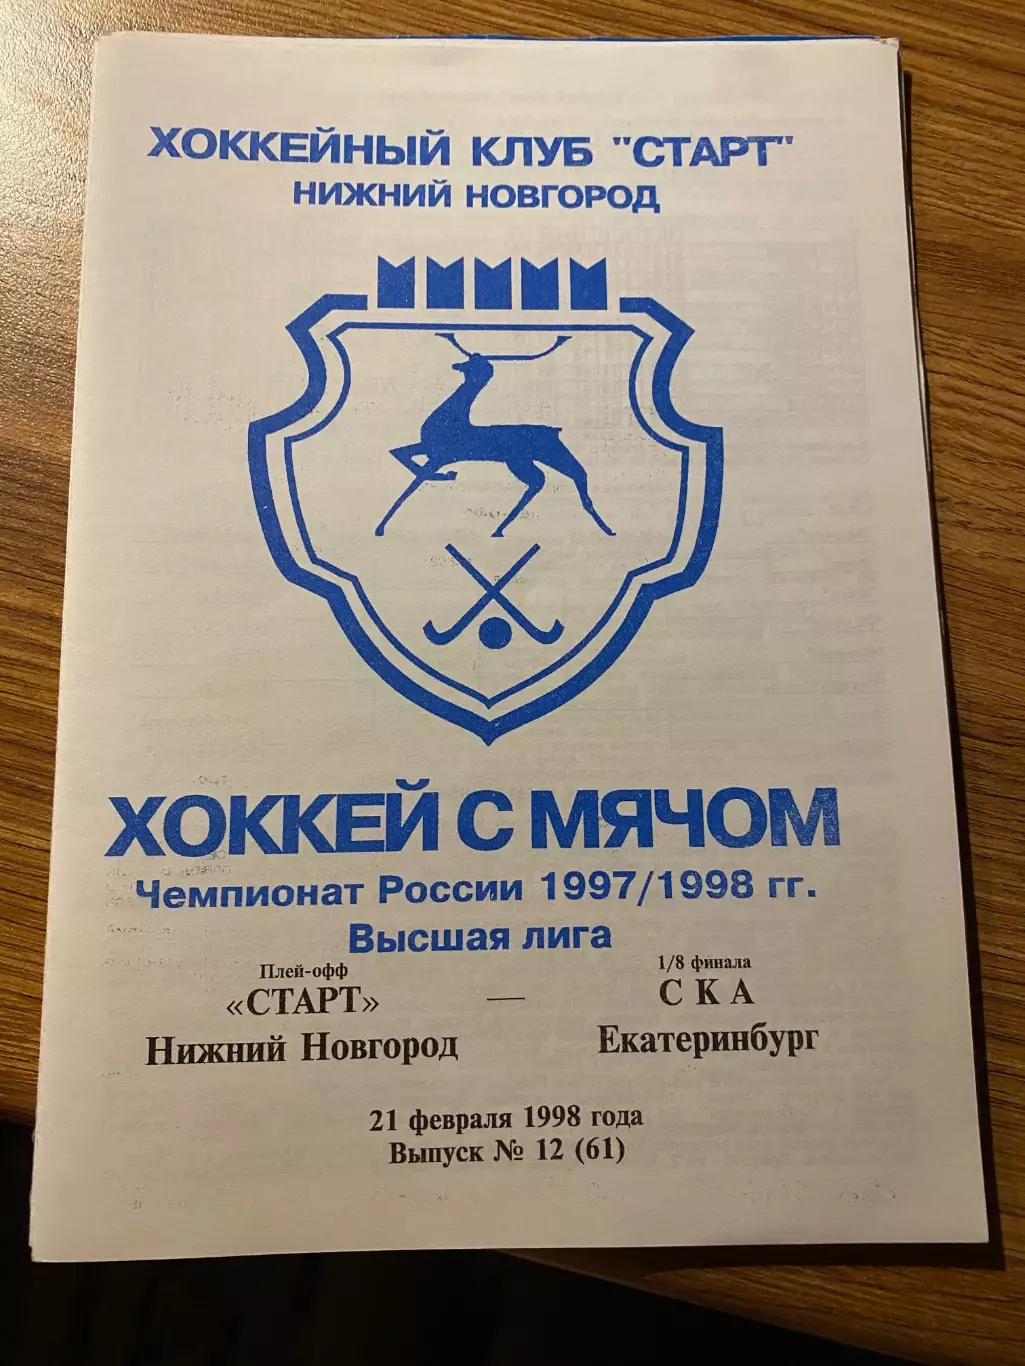 ХОККЕЙНЫЙ КЛУБ "СТАРТ"
НИЖНИЙ НОВГОРОД
ХОККЕЙ С МЯЧОМ
Чемпионат России 1997/1998 гг.
Высшая лига
Плей-офф 1/8 финала
«СТАРТ» — СКА
Нижний Новгород Екатеринбург
21 февраля 1998 года
Выпуск № 12 (61)